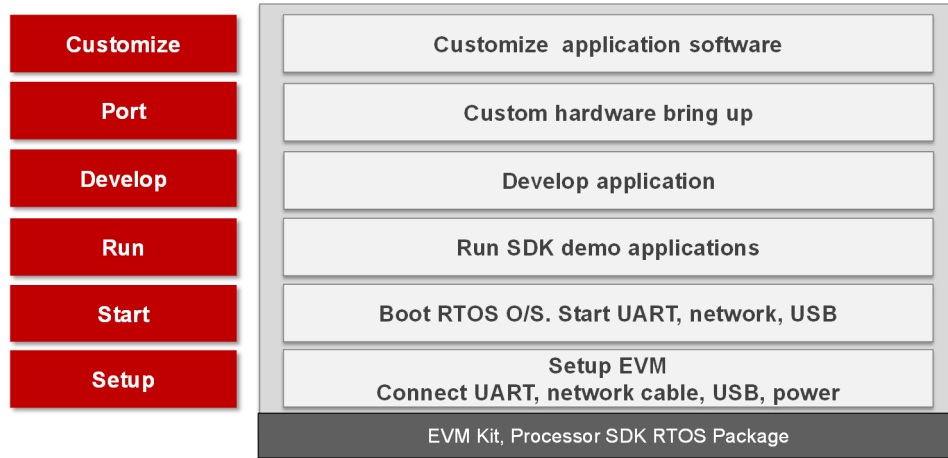 Customize
Customize application software
Port
Custom hardware bring up
Develop
Develop application
Run
Run SDK demo applications
Start
Boot RTOS O/S. Start UART, network, USB
Setup
Setup EVM
Connect UART, network cable, USB, power
EVM Kit, Processor SDK RTOS Package